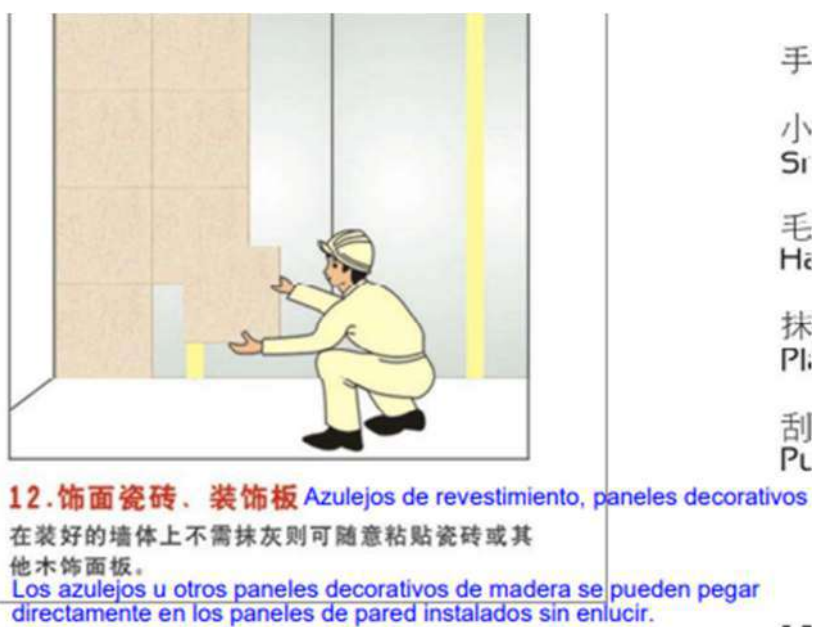 12.饰面瓷砖、装饰板 Azulejos de revestimiento, paneles decorativos
在装好的墙体上不需抹灰则可随意粘贴瓷砖或其
他木饰面板。
Los azulejos u otros paneles decorativos de madera se pueden pegar
directamente en los paneles de pared instalados sin enlucir.
手
小
毛
抹
刮